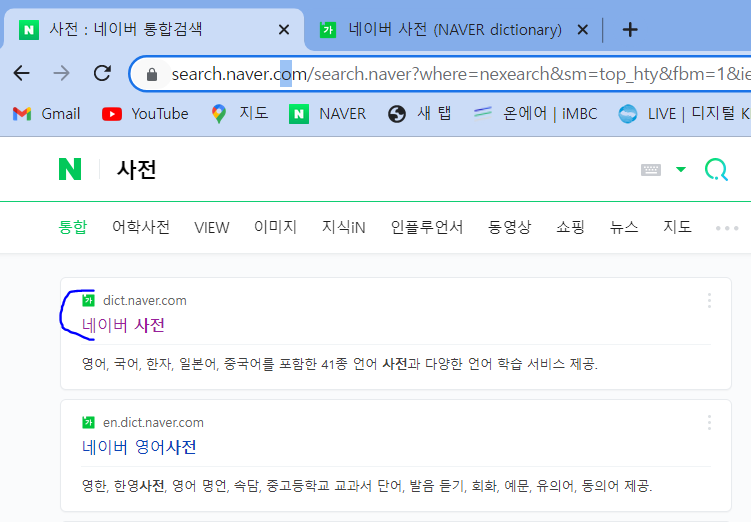 사전 : 네이버 통합검색
네이버 사전 (NAVER dictionary)
search.naver.com/search.naver?where=nexearch&sm=top_hty&fbm=1&ie
Gmail YouTube 지도 NAVER 새 탭 온에어 | iMBC LIVE | 디지털 K
N 사전
통합 어학사전 VIEW 이미지 지식iN 인플루언서 동영상 쇼핑 뉴스 지도
dict.naver.com
네이버 사전
영어, 국어, 한자, 일본어, 중국어를 포함한 41종 언어 사전과 다양한 언어 학습 서비스 제공.
en.dict.naver.com
네이버 영어사전
영한, 한영사전, 영어 명언, 속담, 중고등학교 교과서 단어, 발음 듣기, 회화, 예문, 유의어, 동의어 제공.